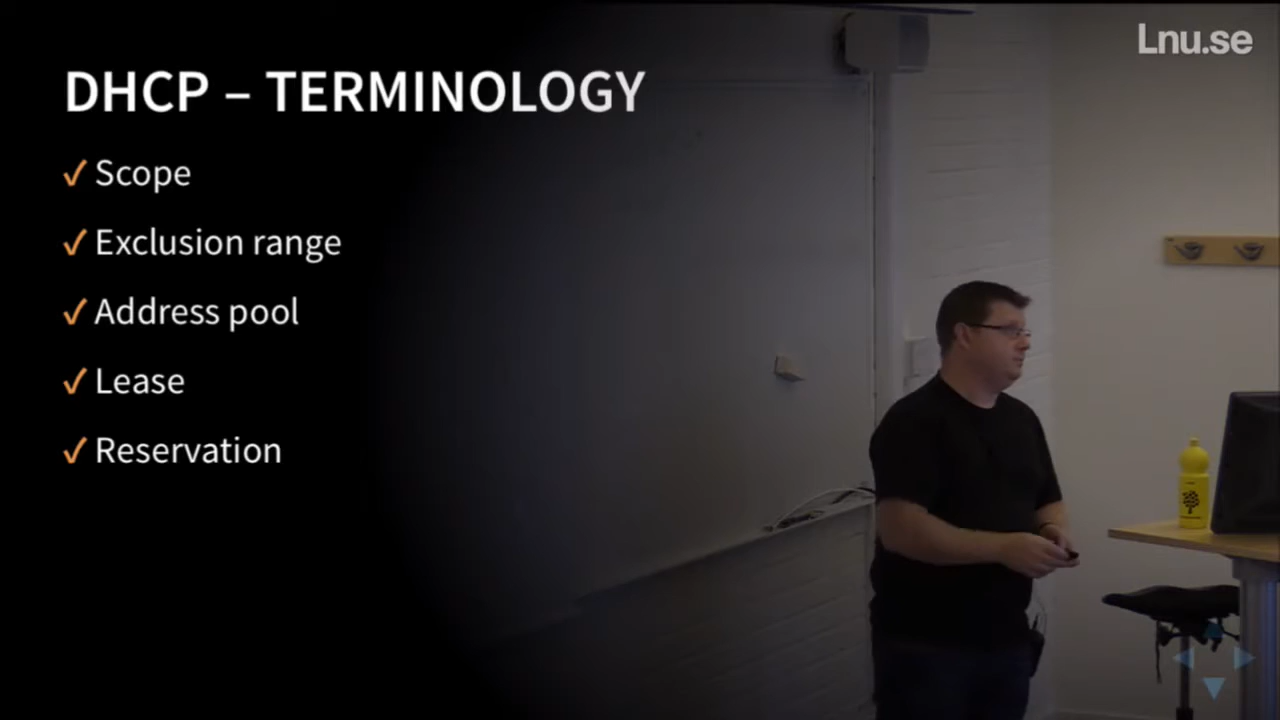 Lnu.se
DHCP – TERMINOLOGY
✓ Scope
✓ Exclusion range
✓ Address pool
✓ Lease
✓ Reservation